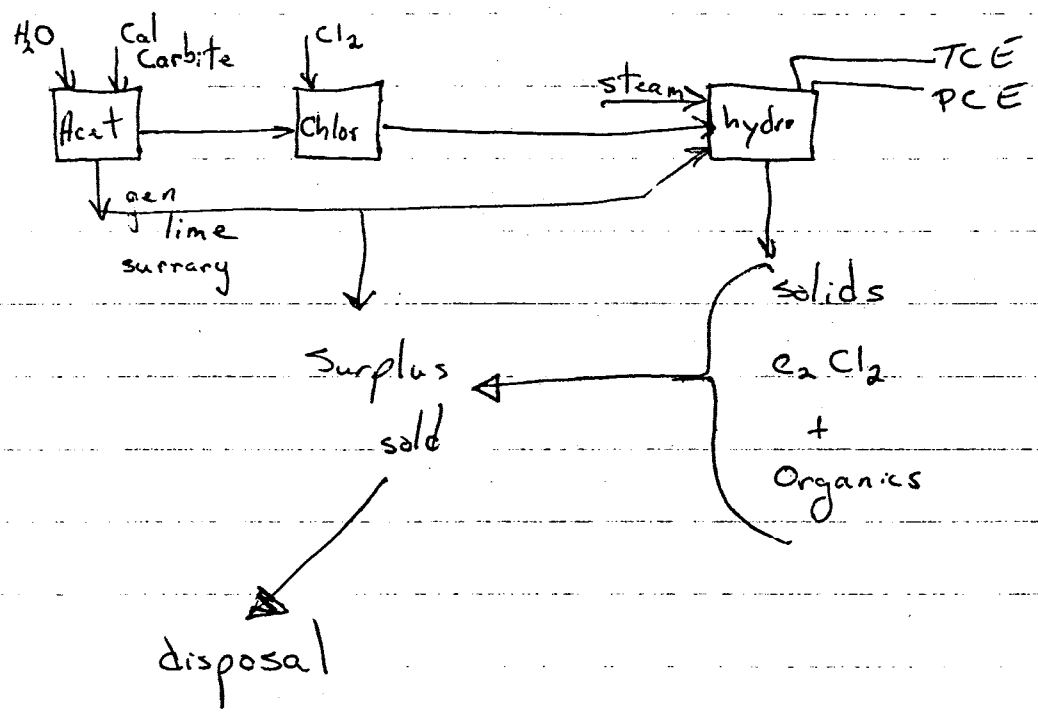 H₂O
Cal
Carbite
Cl₂
Acet
Chlor
steam
hydro
TCE
PCE
gen
lime
surrary
solids
e₂ Cl₂
+
Organics
Surplus
sold
disposal